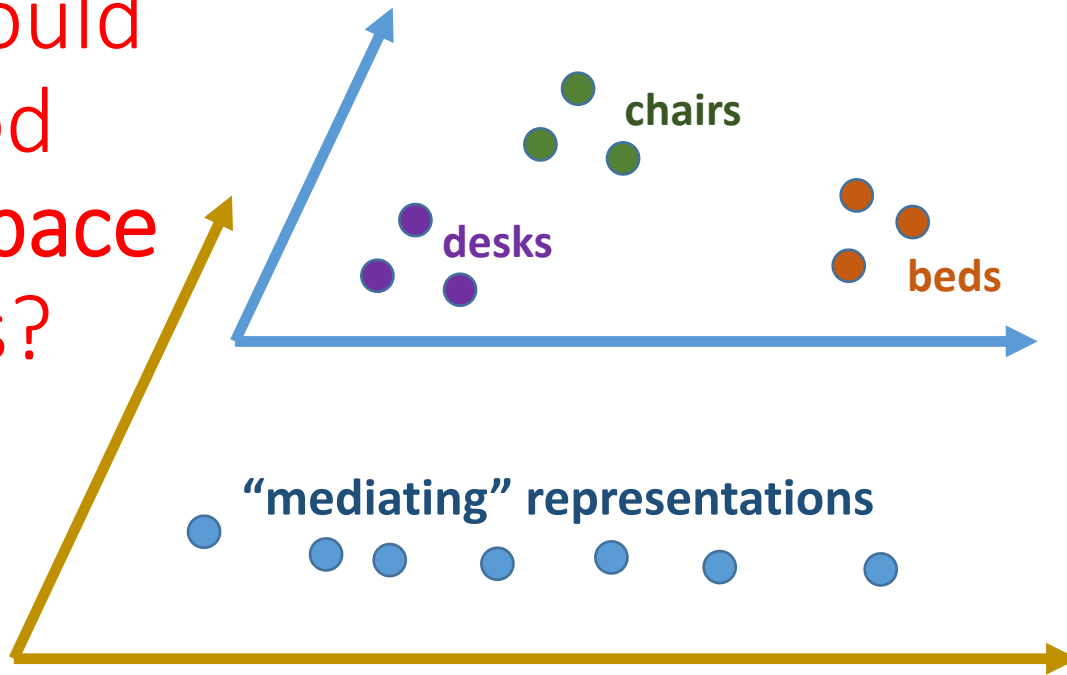 ould
od
pace
s?
chairs
desks
beds
“mediating” representations